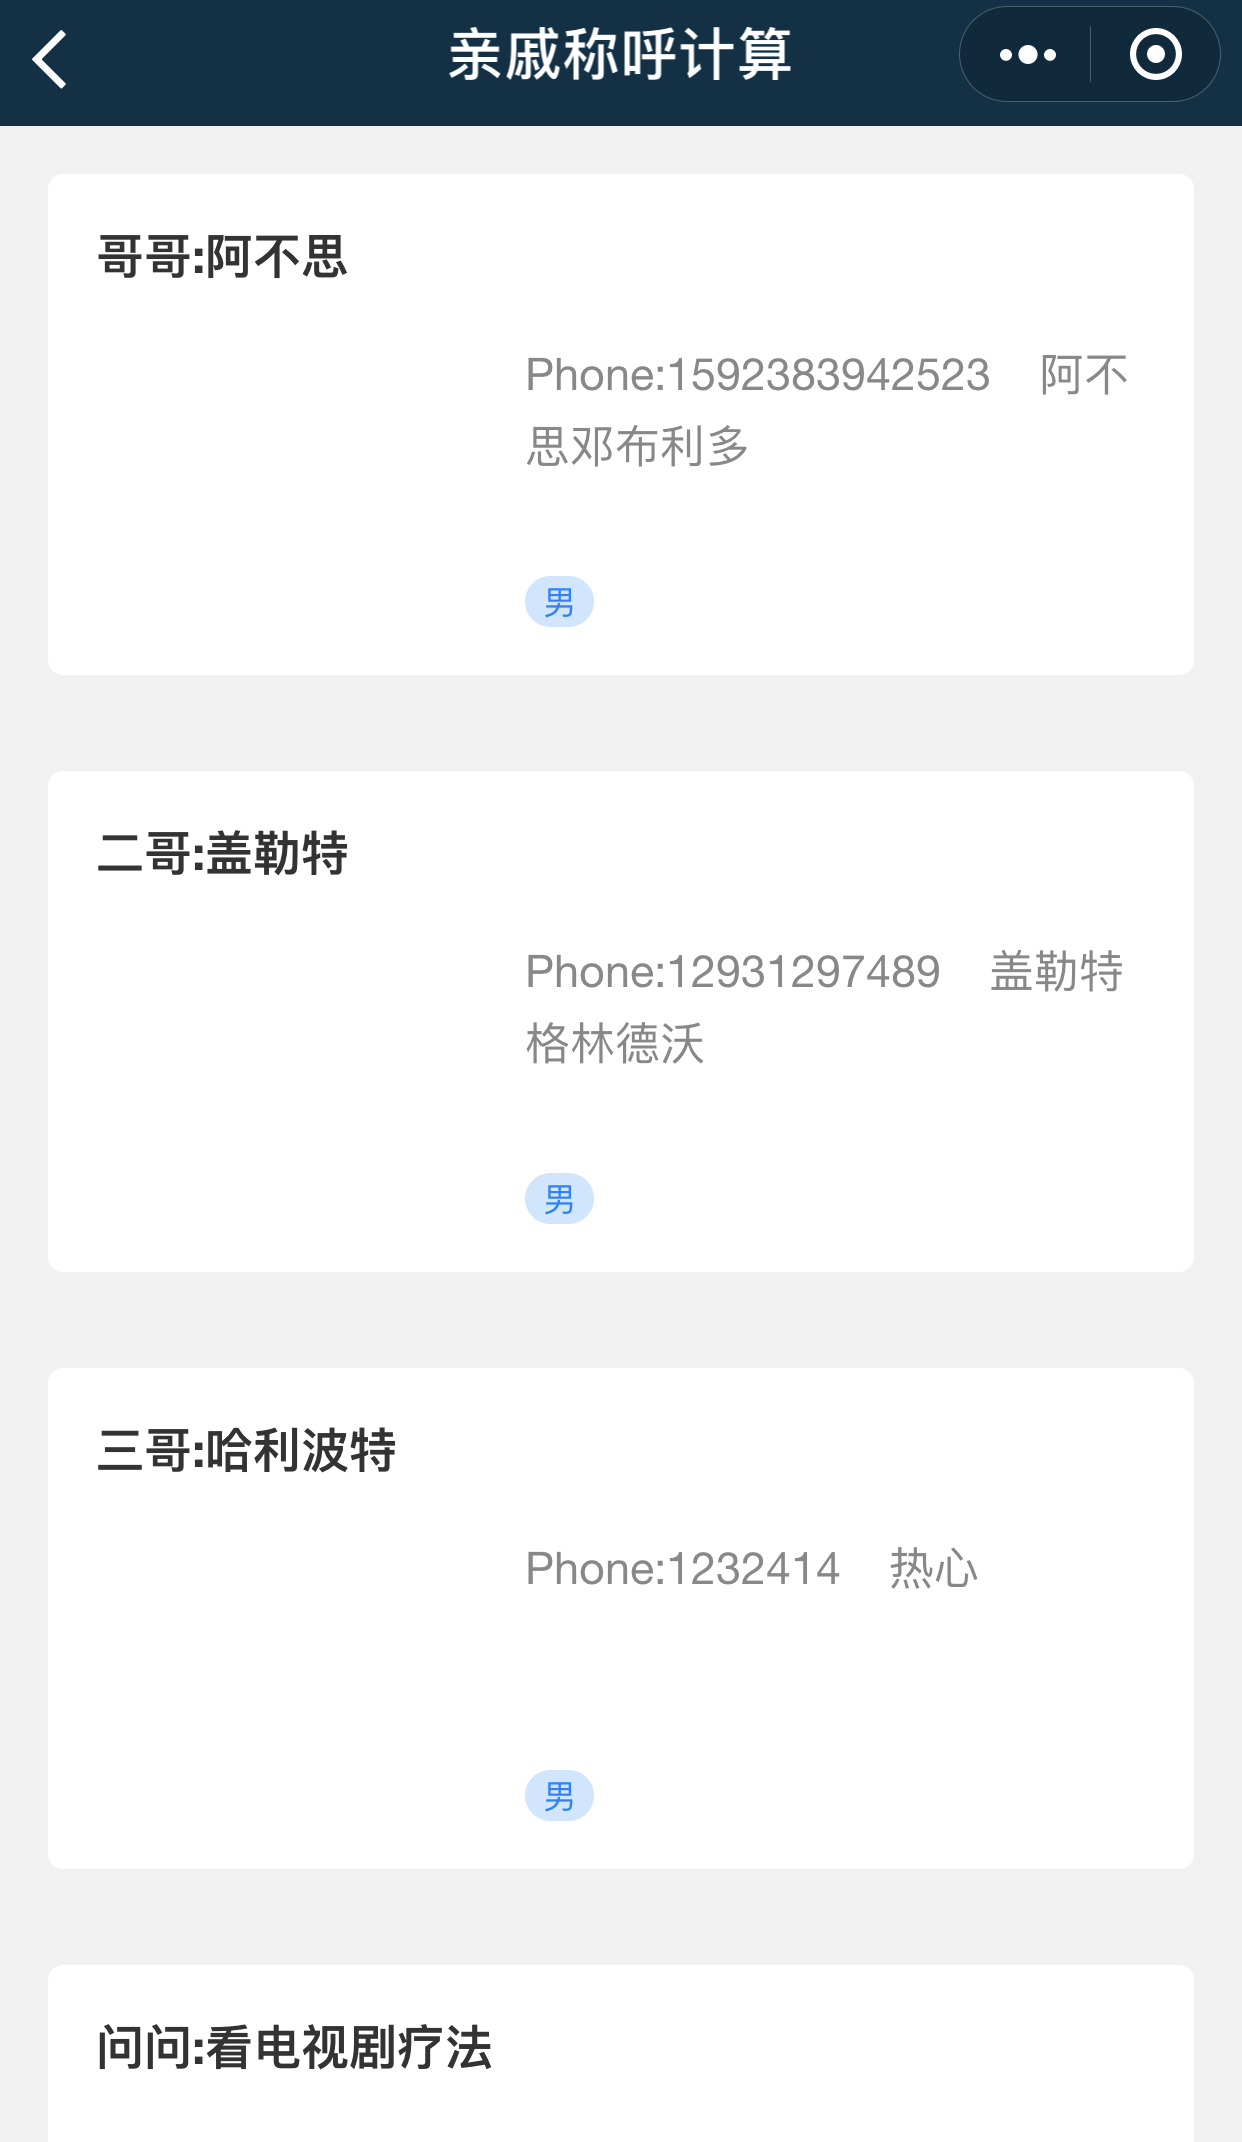 亲戚称呼计算
哥哥:阿不思
Phone:1592383942523 阿不
思邓布利多
男
二哥:盖勒特
Phone:12931297489 盖勒特
格林德沃
男
三哥:哈利波特
Phone:1232414 热心
男
问问:看电视剧疗法